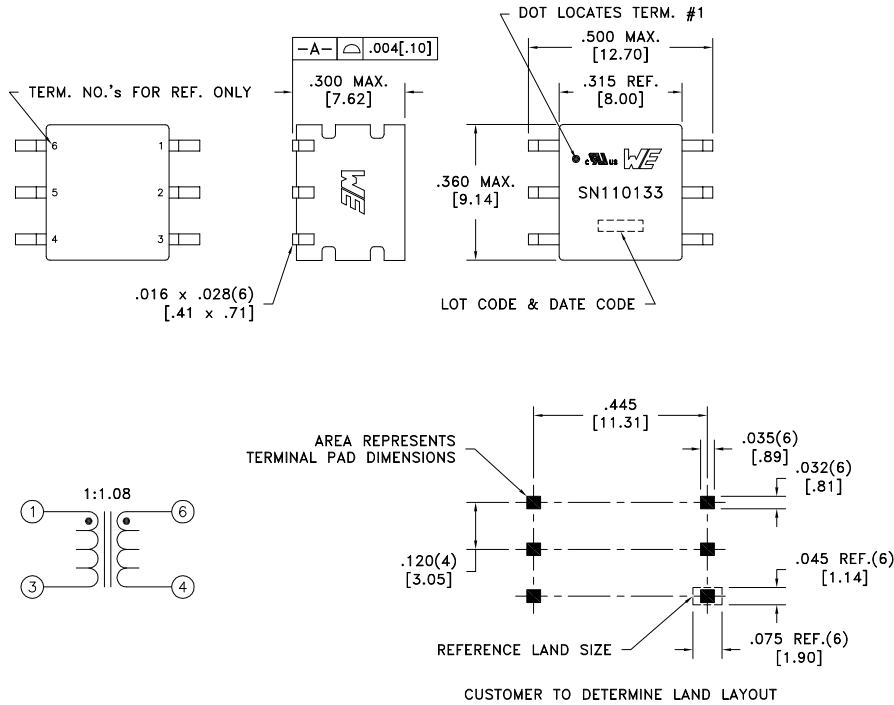 DOT LOCATES TERM. #1
-A- .004[.10]
.500 MAX.
[12.70]
.300 MAX.
[7.62]
.315 REF.
[8.00]
TERM. NO.'s FOR REF. ONLY
6 1
5 2
4 3
WE
c UL us WE
SN110133
.360 MAX.
[9.14]
.016 x .028(6)
[.41 x .71]
LOT CODE & DATE CODE
.445
[11.31]
AREA REPRESENTS
TERMINAL PAD DIMENSIONS
.035(6)
[.89]
.032(6)
[.81]
1:1.08
1 6
3 4
.120(4)
[3.05]
.045 REF.(6)
[1.14]
REFERENCE LAND SIZE
.075 REF.(6)
[1.90]
CUSTOMER TO DETERMINE LAND LAYOUT